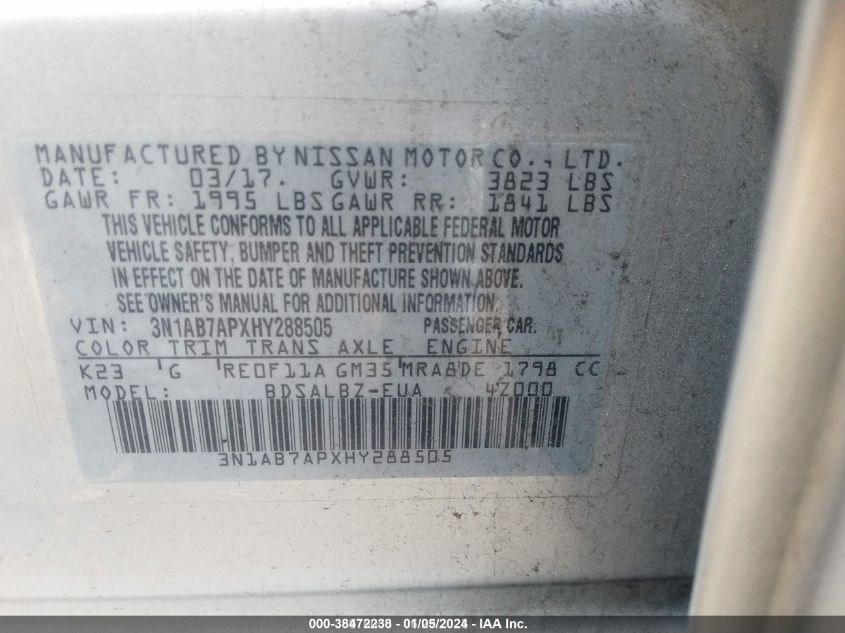 MANUFACTURED BY NISSAN MOTOR CO., LTD.
DATE: 03/17. GVWR: 3823 LBS
GAWR FR: 1995 LBS GAWR RR: 1841 LBS
THIS VEHICLE CONFORMS TO ALL APPLICABLE FEDERAL MOTOR
VEHICLE SAFETY, BUMPER AND THEFT PREVENTION STANDARDS
IN EFFECT ON THE DATE OF MANUFACTURE SHOWN ABOVE.
SEE OWNER'S MANUAL FOR ADDITIONAL INFORMATION.
VIN: 3N1AB7APXHY288505 PASSENGER CAR.
COLOR TRIM TRANS AXLE ENGINE
K23 G RE0F11A GM35 MRA8DE 1798 CC
MODEL: BDSALBZ-EUA 4Z000
3N1AB7APXHY288505
000-38472238 - 01/05/2024 - IAA Inc.